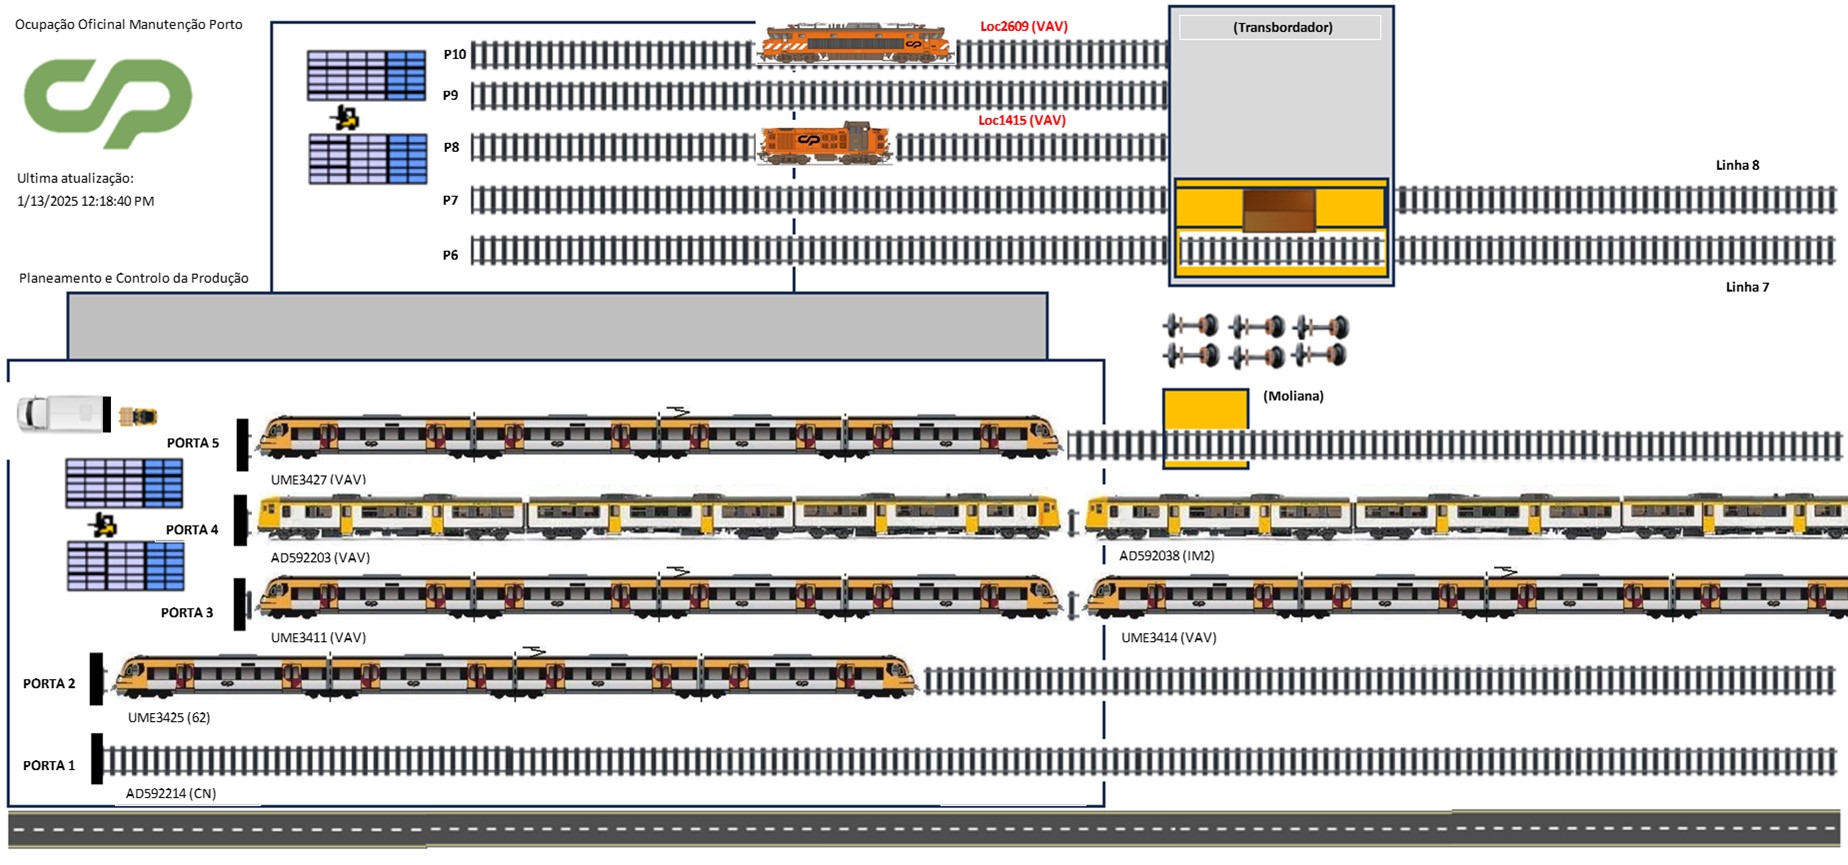 Ocupação Oficinal Manutenção Porto
Ultima atualização:
1/13/2025 12:18:40 PM
Planeamento e Controlo da Produção
P10
Loc2609 (VAV)
P9
P8
Loc1415 (VAV)
P7
P6
(Transbordador)
Linha 8
Linha 7
(Moliana)
PORTA 5
UME3427 (VAV)
PORTA 4
AD592203 (VAV)
AD592038 (IM2)
PORTA 3
UME3411 (VAV)
UME3414 (VAV)
PORTA 2
UME3425 (62)
PORTA 1
AD592214 (CN)